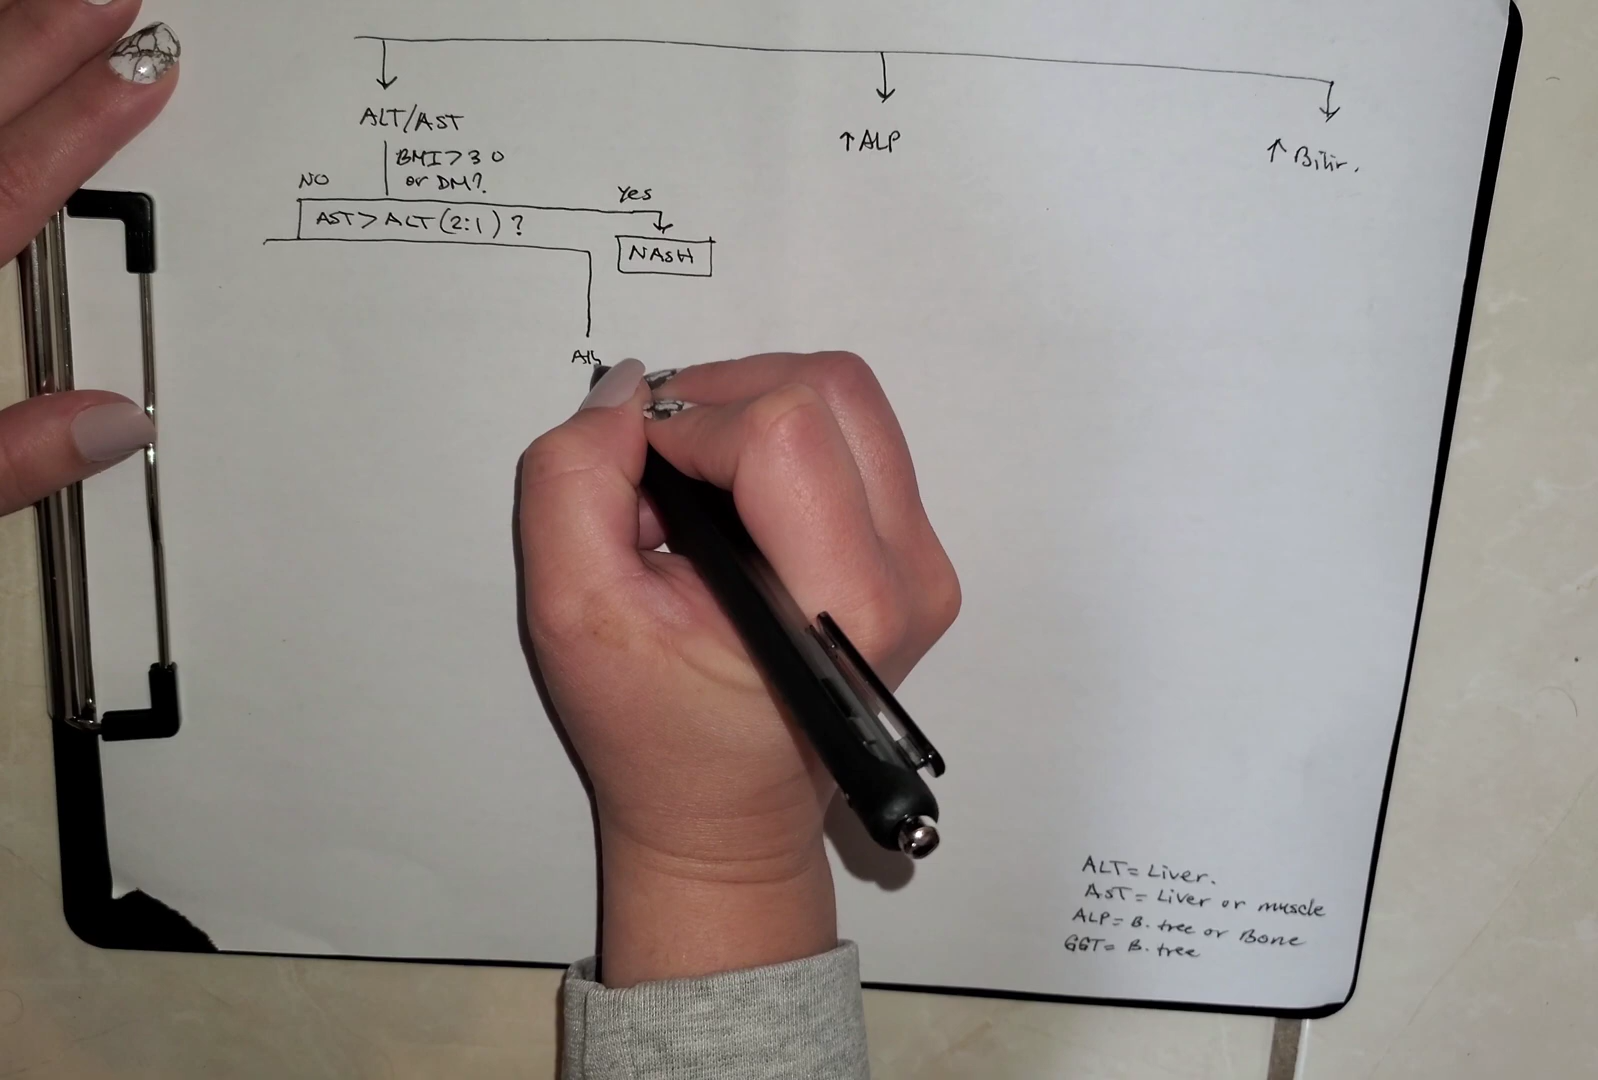 ALT/AST
BMI>30
or DM?
NO
Yes
AST>ALT(2:1)?
NASH
↑ALP
↑Bilir.
ALT=Liver.
AST=Liver or muscle
ALP=B.tree or Bone
GGT=B.tree